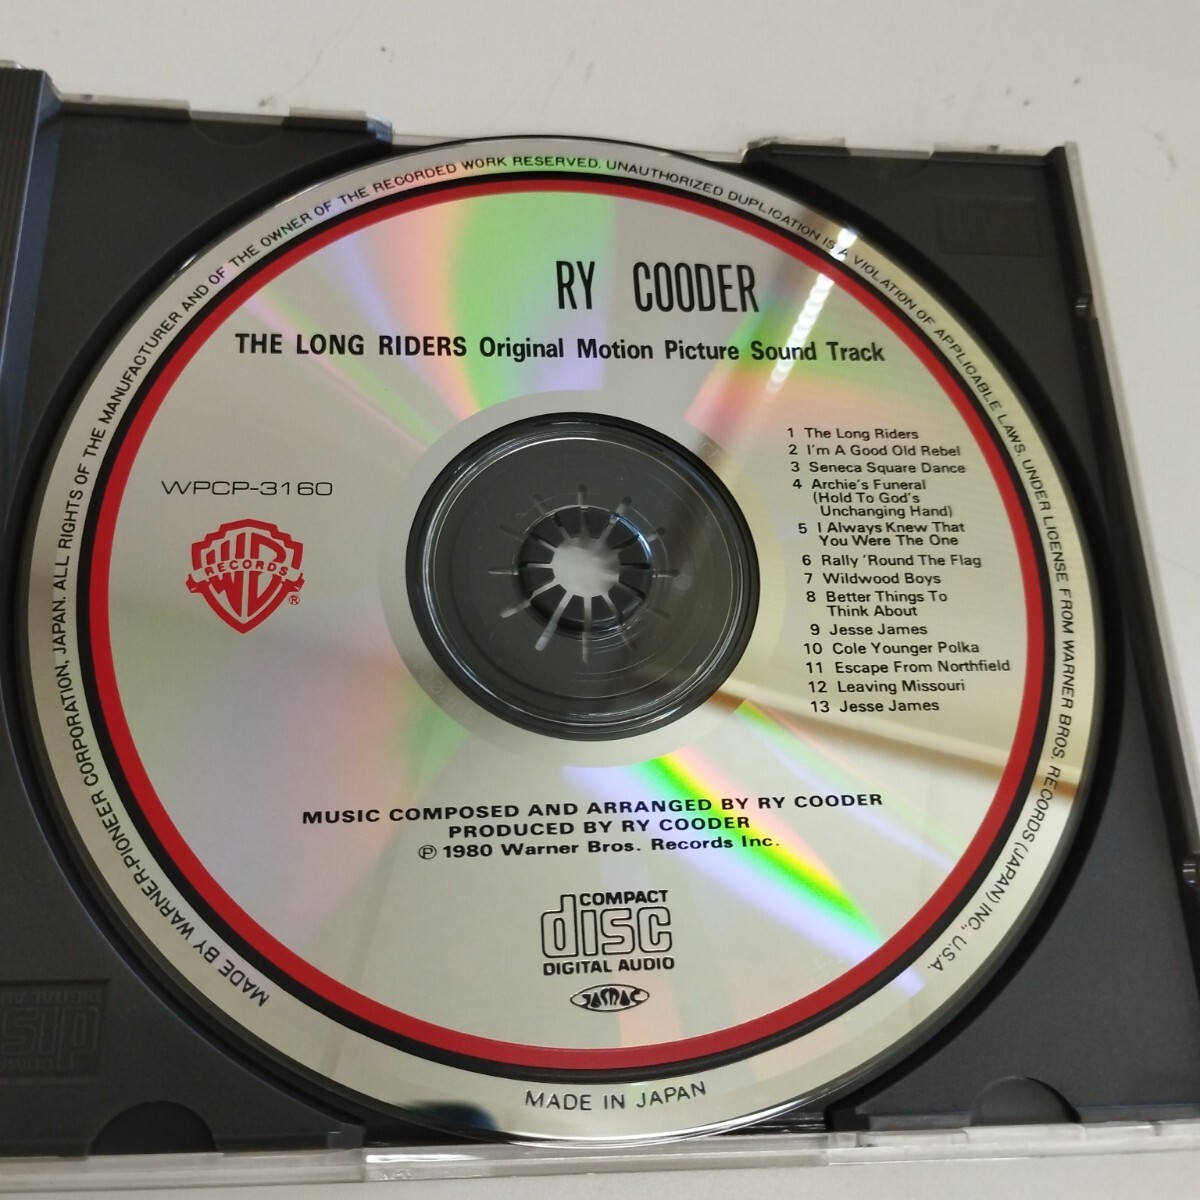 RY COODER
THE LONG RIDERS Original Motion Picture Sound Track
WPCP-3160
WB
RECORDS
®
1 The Long Riders
2 I'm A Good Old Rebel
3 Seneca Square Dance
4 Archie's Funeral
(Hold To God's
Unchanging Hand)
5 I Always Knew That
You Were The One
6 Rally 'Round The Flag
7 Wildwood Boys
8 Better Things To
Think About
9 Jesse James
10 Cole Younger Polka
11 Escape From Northfield
12 Leaving Missouri
13 Jesse James
MUSIC COMPOSED AND ARRANGED BY RY COODER
PRODUCED BY RY COODER
℗ 1980 Warner Bros. Records Inc.
COMPACT
disc
DIGITAL AUDIO
JASRAC
MADE BY WARNER-PIONEER CORPORATION, JAPAN. ALL RIGHTS OF THE MANUFACTURER AND OF THE OWNER OF THE RECORDED WORK RESERVED. UNAUTHORIZED DUPLICATION IS A VIOLATION OF APPLICABLE LAWS. UNDER LICENSE FROM WARNER BROS. RECORDS (JAPAN) INC., U.S.A.
MADE IN JAPAN